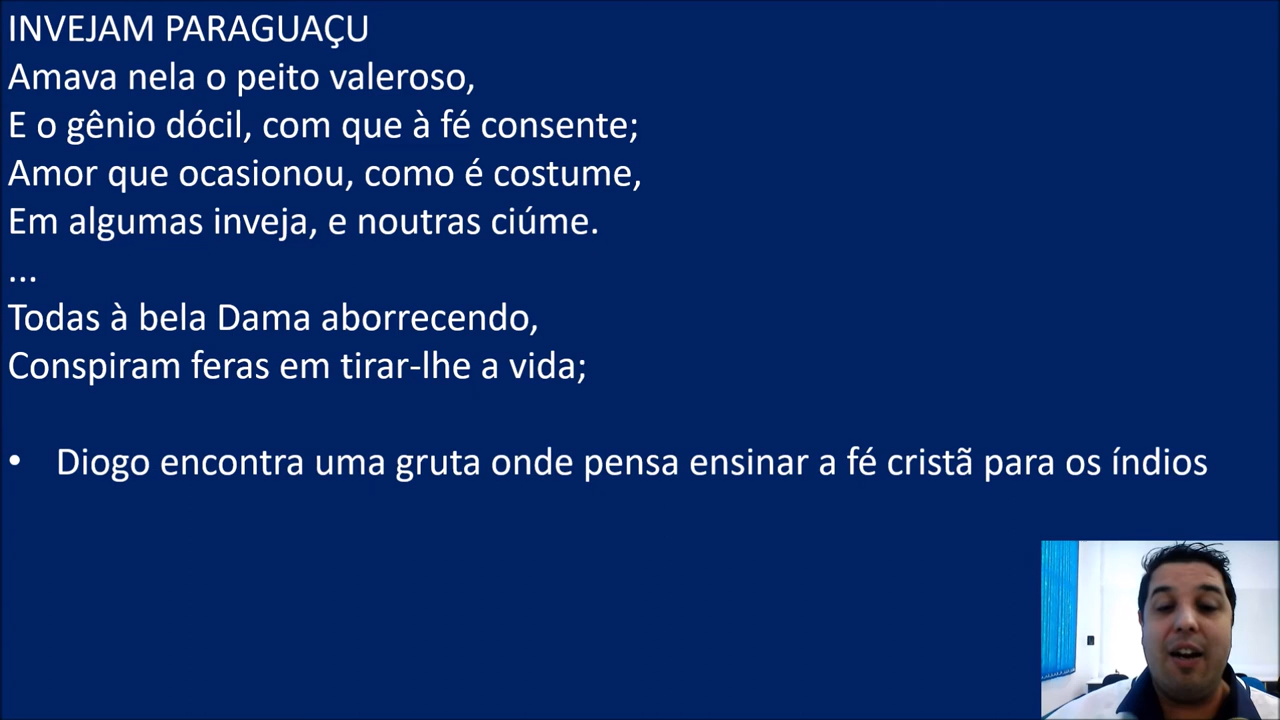 INVEJAM PARAGUAÇU
Amava nela o peito valeroso,
E o gênio dócil, com que à fé consente;
Amor que ocasionou, como é costume,
Em algumas inveja, e noutras ciúme.
...
Todas à bela Dama aborrecendo,
Conspiram feras em tirar-lhe a vida;
• Diogo encontra uma gruta onde pensa ensinar a fé cristã para os índios